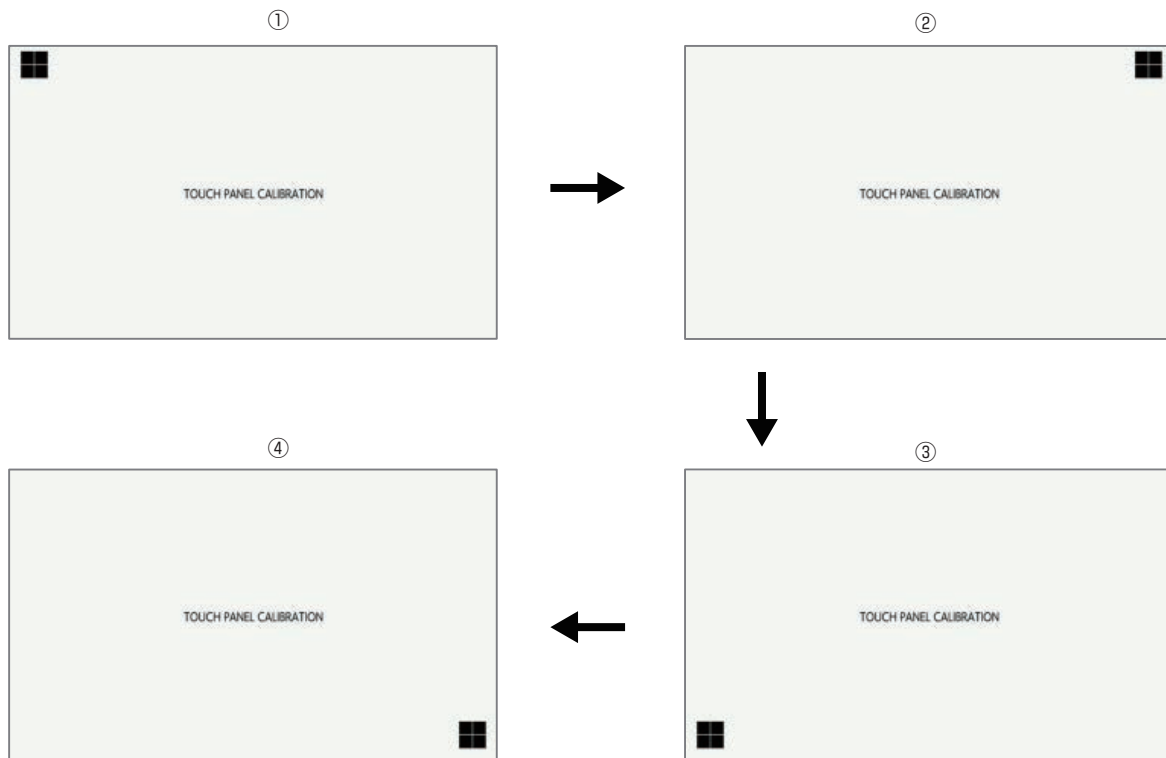 ①
TOUCH PANEL CALIBRATION
②
TOUCH PANEL CALIBRATION
③
TOUCH PANEL CALIBRATION
④
TOUCH PANEL CALIBRATION